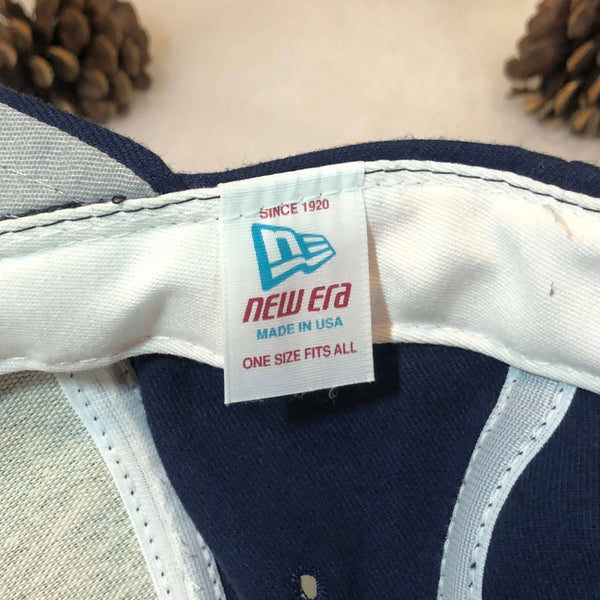 SINCE 1920
NEW ERA
MADE IN USA
ONE SIZE FITS ALL